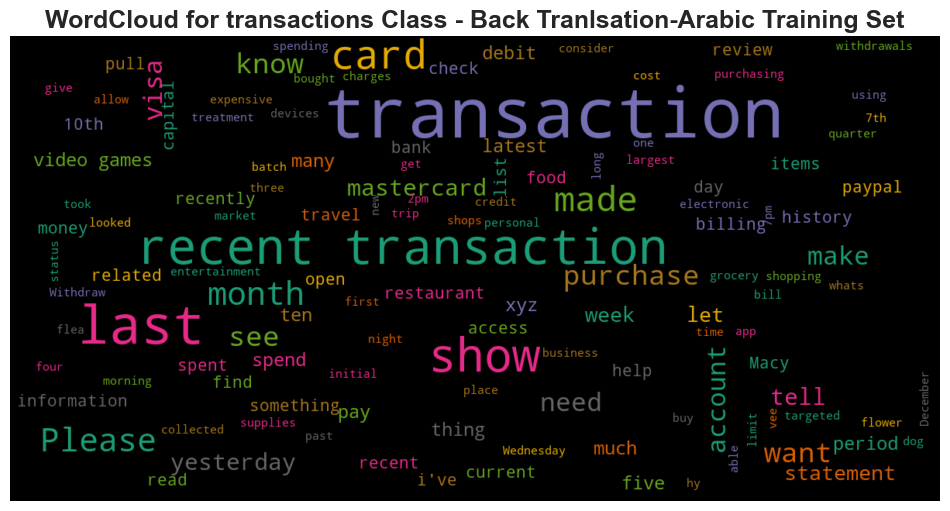 WordCloud for transactions Class - Back Tranlsation-Arabic Training Set
spending
card
debit
consider
review
withdrawals
pull
know
check
visa
bought
charges
cost
purchasing
give
allow
capital
expensive
devices
transaction
using
10th
treatment
7th
quarter
bank
latest
one
video games
batch
many
get
list
food
long
largest
items
three
mastercard
made
day
paypal
recently
2pm
credit
electronic
took
new
looked
market
travel
trip
shops
personal
billing
7pm
history
money
status
recent transaction
make
related
entertainment
open
purchase
grocery
shopping
whats
Withdraw
month
restaurant
bill
first
xyz
last
ten
week
let
flea
see
access
time
app
night
show
business
four
spent
spend
account
Macy
morning
find
initial
help
place
information
something
need
tell
December
pay
buy
limit
vee
targeted
supplies
flower
Please
collected
past
thing
want
period
dog
Wednesday
much
yesterday
recent
current
able
statement
read
i've
five
hy